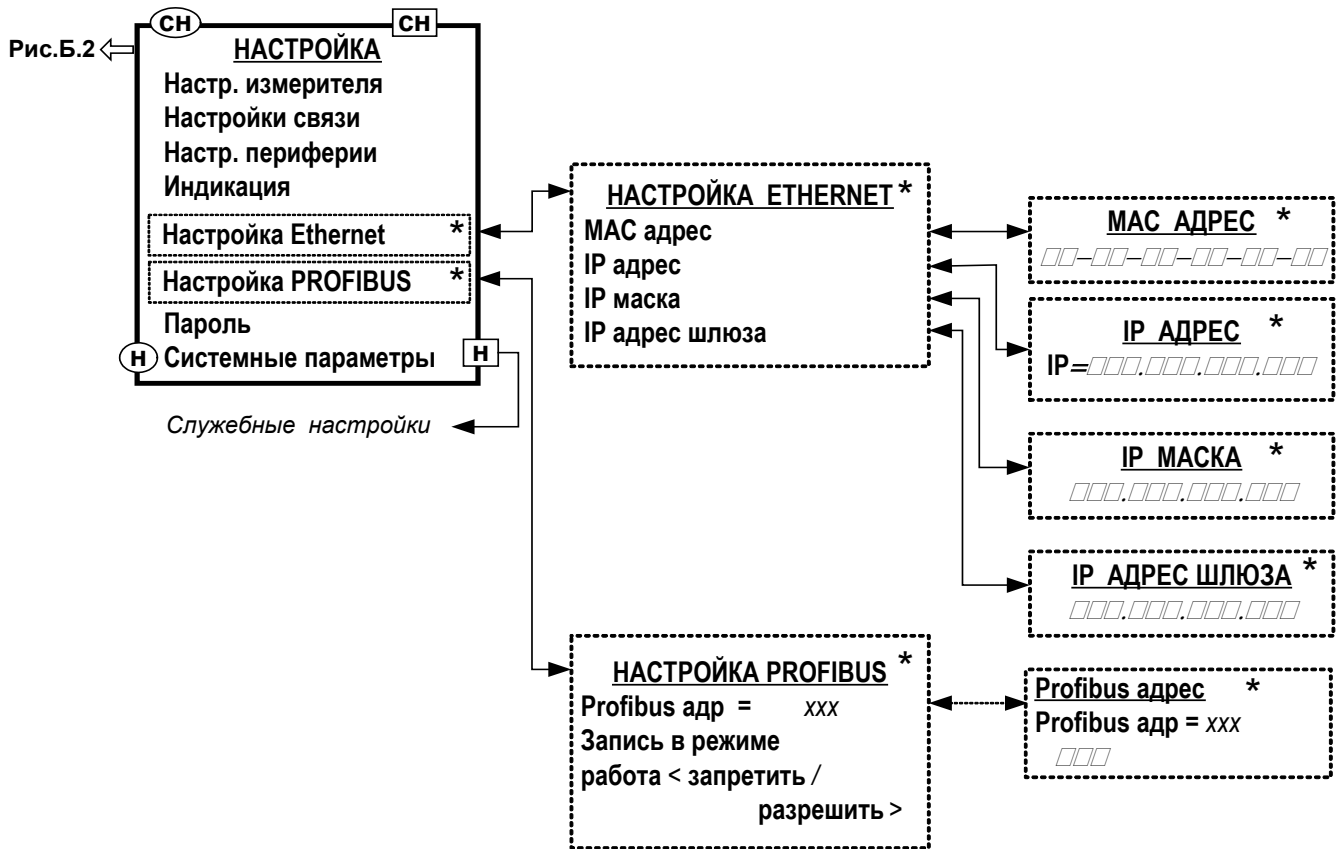 СН
СН
Рис.Б.2
НАСТРОЙКА
Настр. измерителя
Настройки связи
Настр. периферии
Индикация
Настройка Ethernet *
Настройка PROFIBUS *
Пароль
Н Системные параметры Н
Служебные настройки
НАСТРОЙКА ETHERNET *
MAC адрес
IP адрес
IP маска
IP адрес шлюза
MAC АДРЕС *
□□–□□–□□–□□–□□–□□
IP АДРЕС *
IP=□□□.□□□.□□□.□□□
IP МАСКА *
□□□.□□□.□□□.□□□
IP АДРЕС ШЛЮЗА *
□□□.□□□.□□□.□□□
НАСТРОЙКА PROFIBUS *
Profibus адр = xxx
Запись в режиме
работа < запретить /
разрешить >
Profibus адрес *
Profibus адр = xxx
□□□